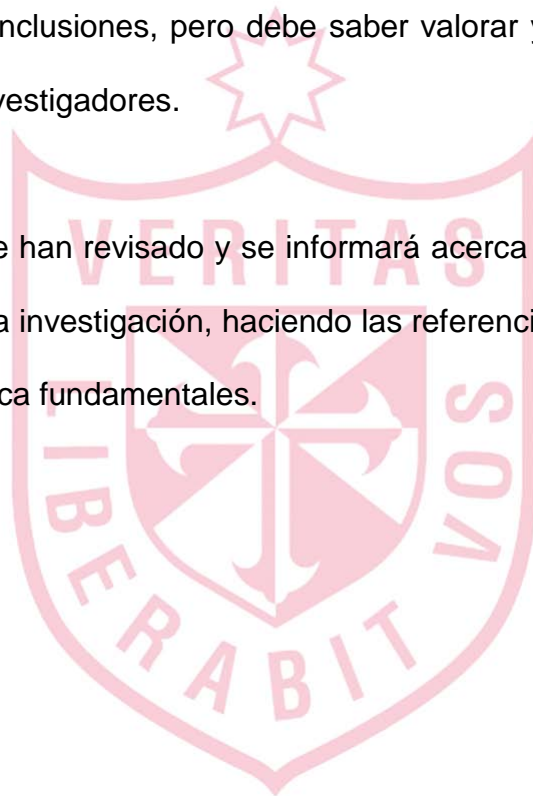 nclusiones, pero debe saber valorar y
vestigadores.
e han revisado y se informará acerca
a investigación, haciendo las referenci
ca fundamentales.
VERITAS
LIBERABIT
VOS